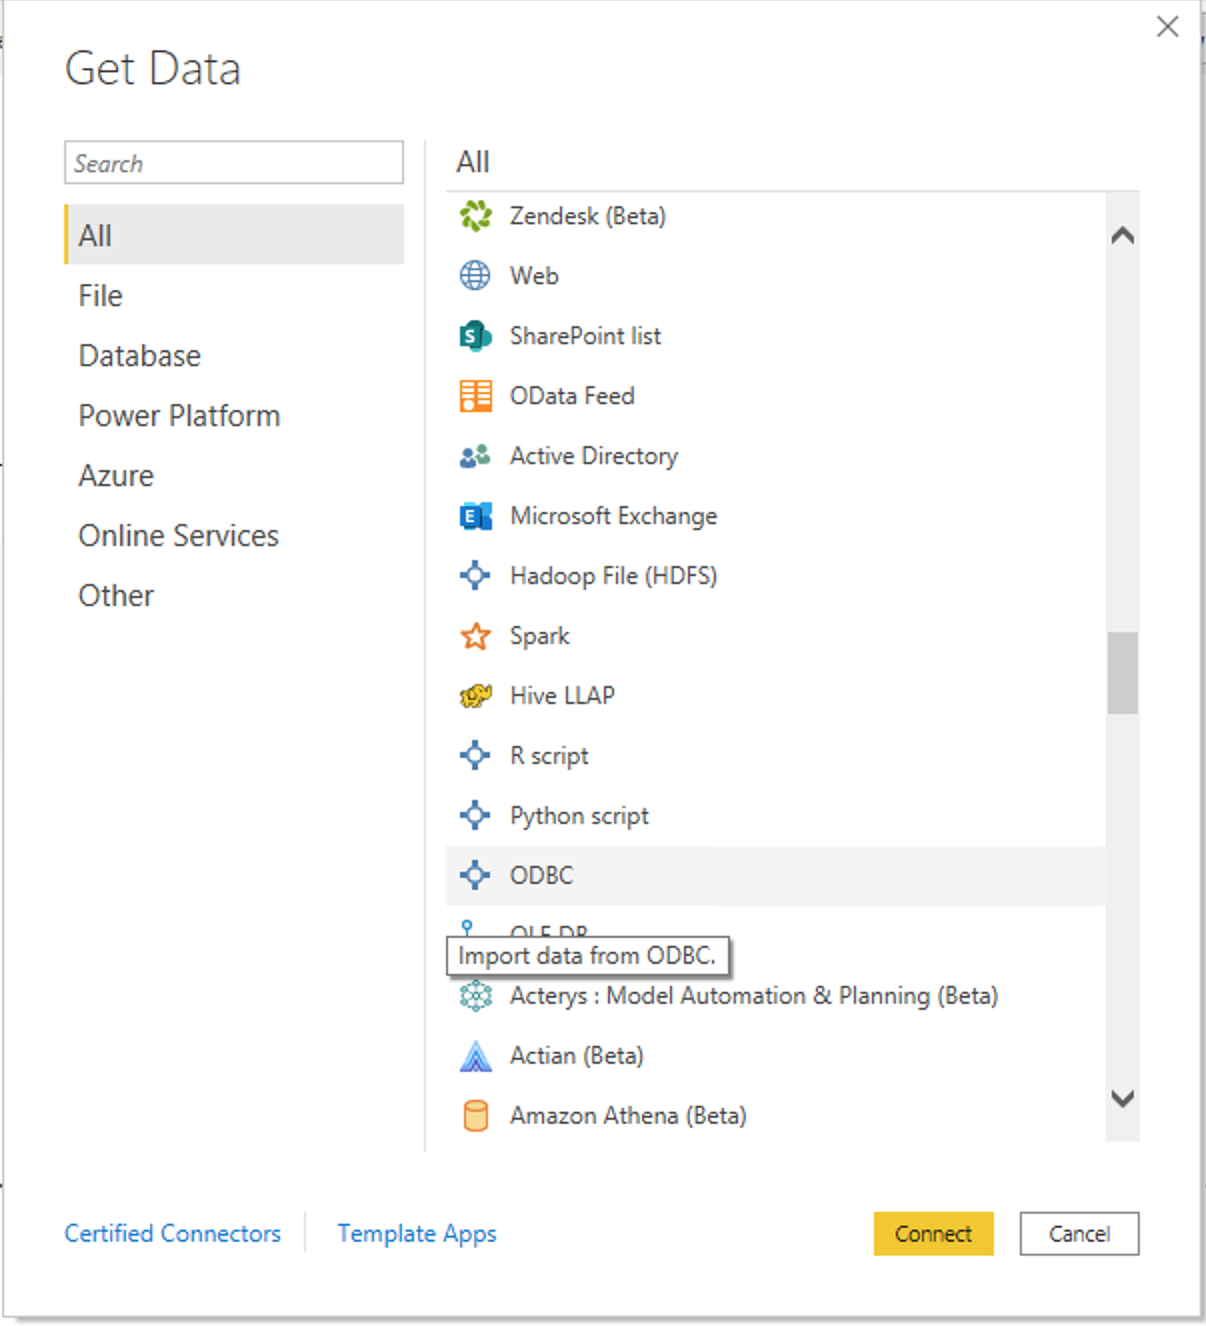 Get Data
Search
All
File
Database
Power Platform
Azure
Online Services
Other
All
Zendesk (Beta)
Web
SharePoint list
OData Feed
Active Directory
Microsoft Exchange
Hadoop File (HDFS)
Spark
Hive LLAP
R script
Python script
ODBC
OLE DB
Import data from ODBC.
Acterys : Model Automation & Planning (Beta)
Actian (Beta)
Amazon Athena (Beta)
Certified Connectors
Template Apps
Connect
Cancel